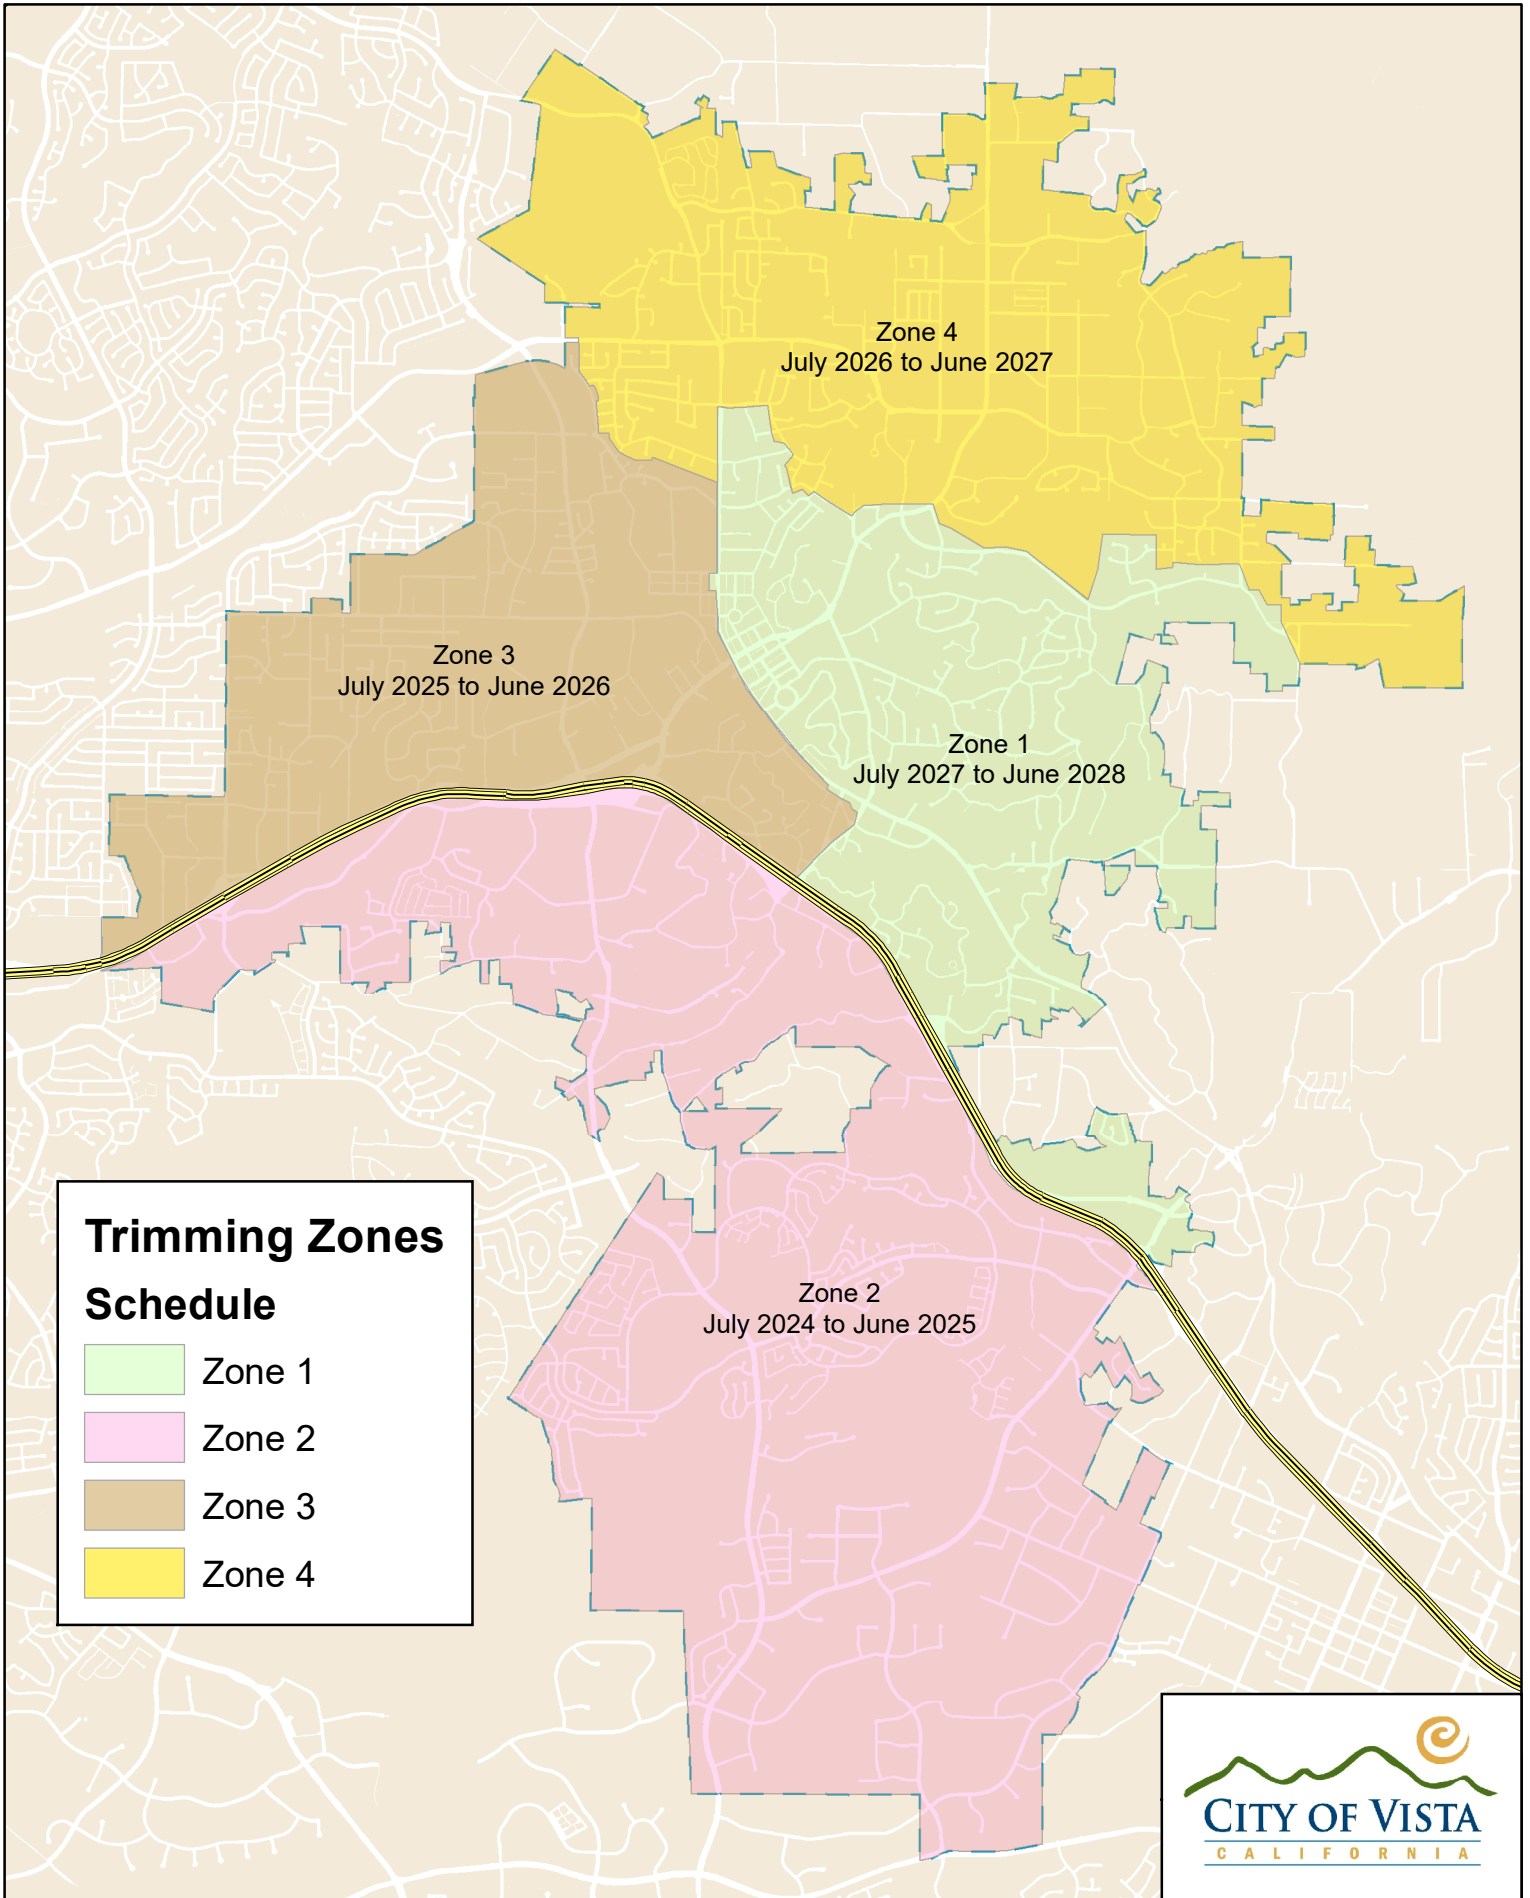 Zone 4
July 2026 to June 2027
Zone 3
July 2025 to June 2026
Zone 1
July 2027 to June 2028
Zone 2
July 2024 to June 2025
Trimming Zones
Schedule
Zone 1
Zone 2
Zone 3
Zone 4
CITY OF VISTA
CALIFORNIA